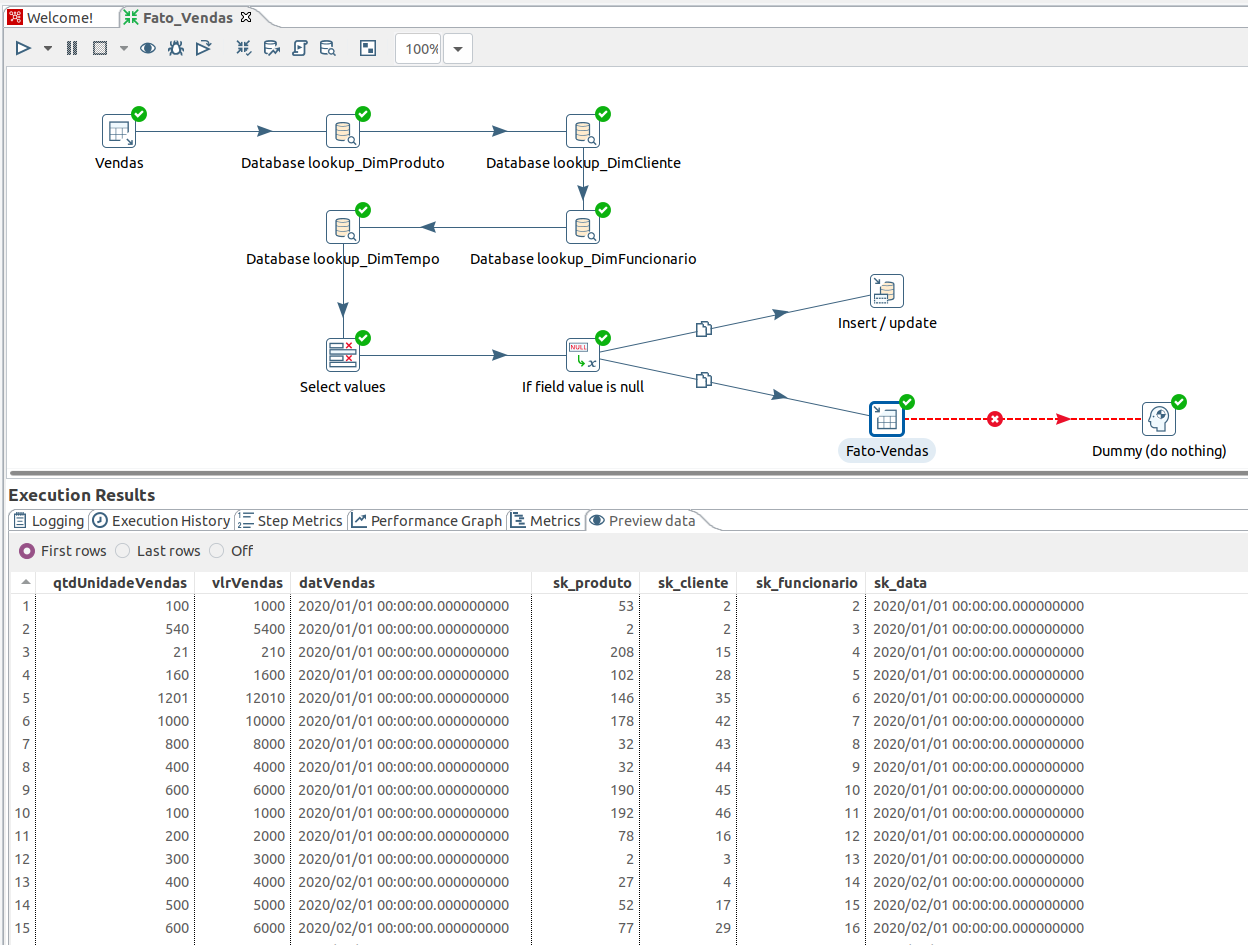 Welcome!
Fato_Vendas
100%
Vendas
Database lookup_DimProduto
Database lookup_DimCliente
Database lookup_DimTempo
Database lookup_DimFuncionario
Insert / update
Select values
NULL
If field value is null
Fato-Vendas
Dummy (do nothing)
Execution Results
Logging Execution History Step Metrics Performance Graph Metrics Preview data
First rows Last rows Off
qtdUnidadeVendas vlrVendas datVendas sk_produto sk_cliente sk_funcionario sk_data
1 100 1000 2020/01/01 00:00:00.000000000 53 2 2 2020/01/01 00:00:00.000000000
2 540 5400 2020/01/01 00:00:00.000000000 2 2 3 2020/01/01 00:00:00.000000000
3 21 210 2020/01/01 00:00:00.000000000 208 15 4 2020/01/01 00:00:00.000000000
4 160 1600 2020/01/01 00:00:00.000000000 102 28 5 2020/01/01 00:00:00.000000000
5 1201 12010 2020/01/01 00:00:00.000000000 146 35 6 2020/01/01 00:00:00.000000000
6 1000 10000 2020/01/01 00:00:00.000000000 178 42 7 2020/01/01 00:00:00.000000000
7 800 8000 2020/01/01 00:00:00.000000000 32 43 8 2020/01/01 00:00:00.000000000
8 400 4000 2020/01/01 00:00:00.000000000 32 44 9 2020/01/01 00:00:00.000000000
9 600 6000 2020/01/01 00:00:00.000000000 190 45 10 2020/01/01 00:00:00.000000000
10 100 1000 2020/01/01 00:00:00.000000000 192 46 11 2020/01/01 00:00:00.000000000
11 200 2000 2020/01/01 00:00:00.000000000 78 16 12 2020/01/01 00:00:00.000000000
12 300 3000 2020/01/01 00:00:00.000000000 2 3 13 2020/01/01 00:00:00.000000000
13 400 4000 2020/02/01 00:00:00.000000000 27 4 14 2020/02/01 00:00:00.000000000
14 500 5000 2020/02/01 00:00:00.000000000 52 17 15 2020/02/01 00:00:00.000000000
15 600 6000 2020/02/01 00:00:00.000000000 77 29 16 2020/02/01 00:00:00.000000000